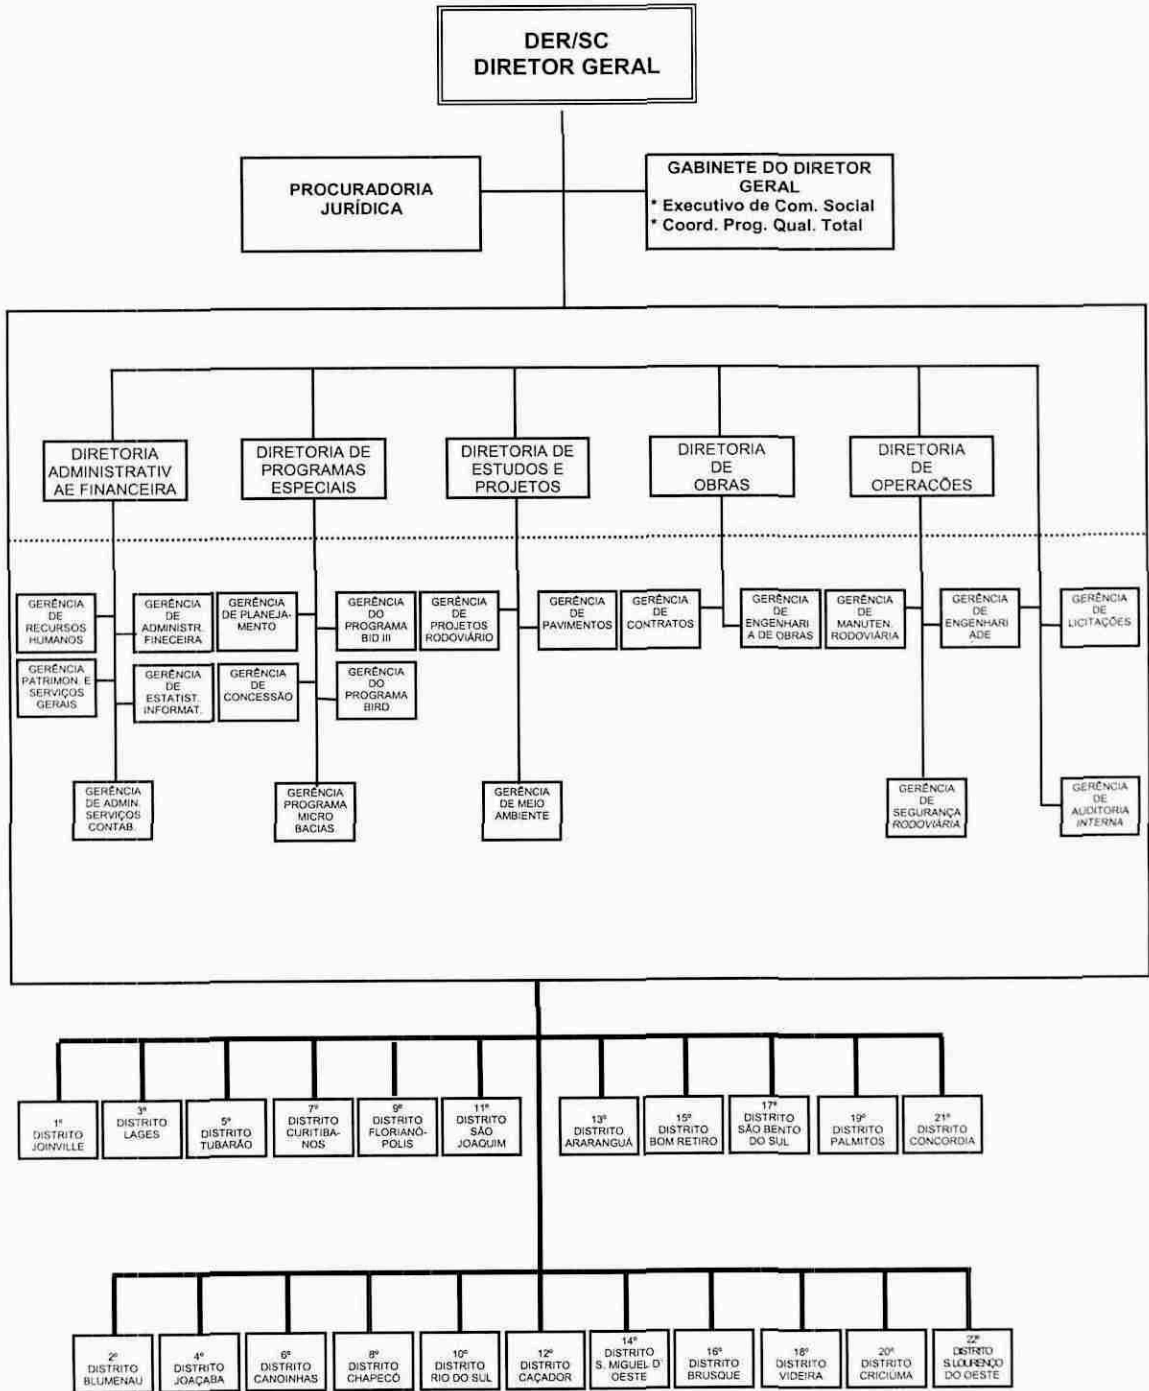 DER/SC
DIRETOR GERAL
PROCURADORIA
JURÍDICA
GABINETE DO DIRETOR
GERAL
* Executivo de Com. Social
* Coord. Prog. Qual. Total
DIRETORIA
ADMINISTRATIV
AE FINANCEIRA
DIRETORIA DE
PROGRAMAS
ESPECIAIS
DIRETORIA DE
ESTUDOS E
PROJETOS
DIRETORIA
DE
OBRAS
DIRETORIA
DE
OPERACÕES
GERÊNCIA
DE
RECURSOS
HUMANOS
GERÊNCIA
DE
ADMINISTR.
FINECEIRA
GERÊNCIA
DE PLANEJA-
MENTO
GERÊNCIA
DO
PROGRAMA
BID III
GERÊNCIA
DE
PROJETOS
RODOVIÁRIO
GERÊNCIA
DE
PAVIMENTOS
GERÊNCIA
DE
CONTRATOS
GERÊNCIA
DE
ENGENHARI
A DE OBRAS
GERÊNCIA
DE
MANUTEN.
RODOVIÁRIA
GERÊNCIA
DE
ENGENHARI
ADE
GERÊNCIA
DE
LICITAÇÕES
GERÊNCIA
PATRIMON. E
SERVIÇOS
GERAIS
GERÊNCIA
DE
ESTATIST.
INFORMAT.
GERÊNCIA
DE
CONCESSÃO
GERÊNCIA
DO
PROGRAMA
BIRD
GERÊNCIA
DE ADMIN.
SERVIÇOS
CONTAB.
GERÊNCIA
PROGRAMA
MICRO
BACIAS.
GERÊNCIA
DE MEIO
AMBIENTE
GERÊNCIA
DE
SEGURANÇA
RODOVIÁRIA
GERÊNCIA
DE
AUDITORIA
INTERNA
1º
DISTRITO
JOINVILLE
3º
DISTRITO
LAGES
5º
DISTRITO
TUBARÃO
7º
DISTRITO
CURITIBA-
NOS
9º
DISTRITO
FLORIANÓ-
POLIS
11º
DISTRITO
SÃO
JOAQUIM
13º
DISTRITO
ARARANGUÁ
15º
DISTRITO
BOM RETIRO
17º
DISTRITO
SÃO BENTO
DO SUL
19º
DISTRITO
PALMITOS
21º
DISTRITO
CONCORDIA
2º
DISTRITO
BLUMENAU
4º
DISTRITO
JOAÇABA
6º
DISTRITO
CANOINHAS
8º
DISTRITO
CHAPECÓ
10º
DISTRITO
RIO DO SUL
12º
DISTRITO
CAÇADOR
14º
DISTRITO
S. MIGUEL D
OESTE
16º
DISTRITO
BRUSQUE
18º
DISTRITO
VIDEIRA
20º
DISTRITO
CRICIÚMA
22º
DISTRITO
S.LOURENÇO
DO OESTE